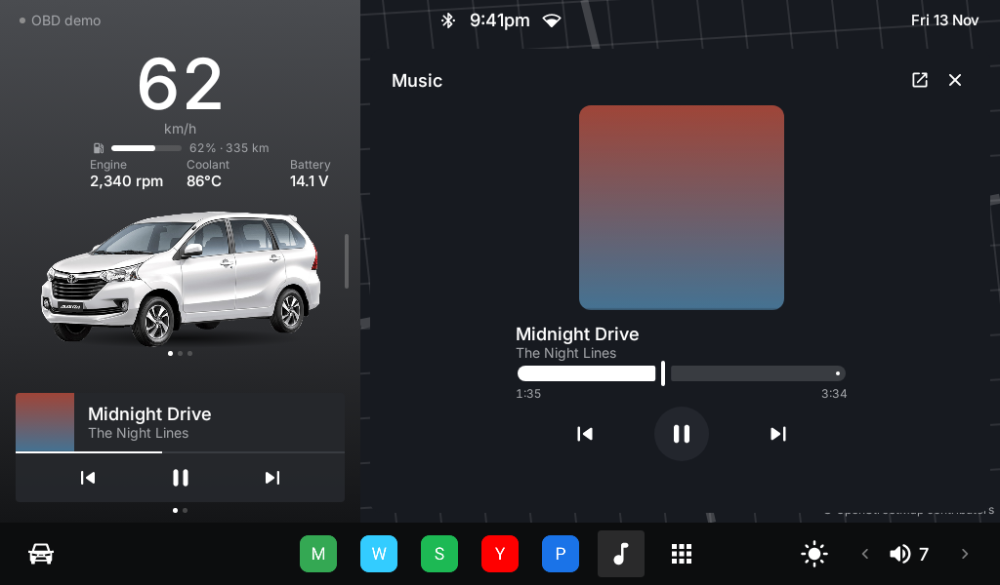 OBD demo
9:41pm
Fri 13 Nov
62
km/h
62% · 335 km
Engine
Coolant
Battery
2,340 rpm
86°C
14.1 V
Music
Midnight Drive
The Night Lines
1:35
3:34
Midnight Drive
The Night Lines
M
W
S
Y
P
7